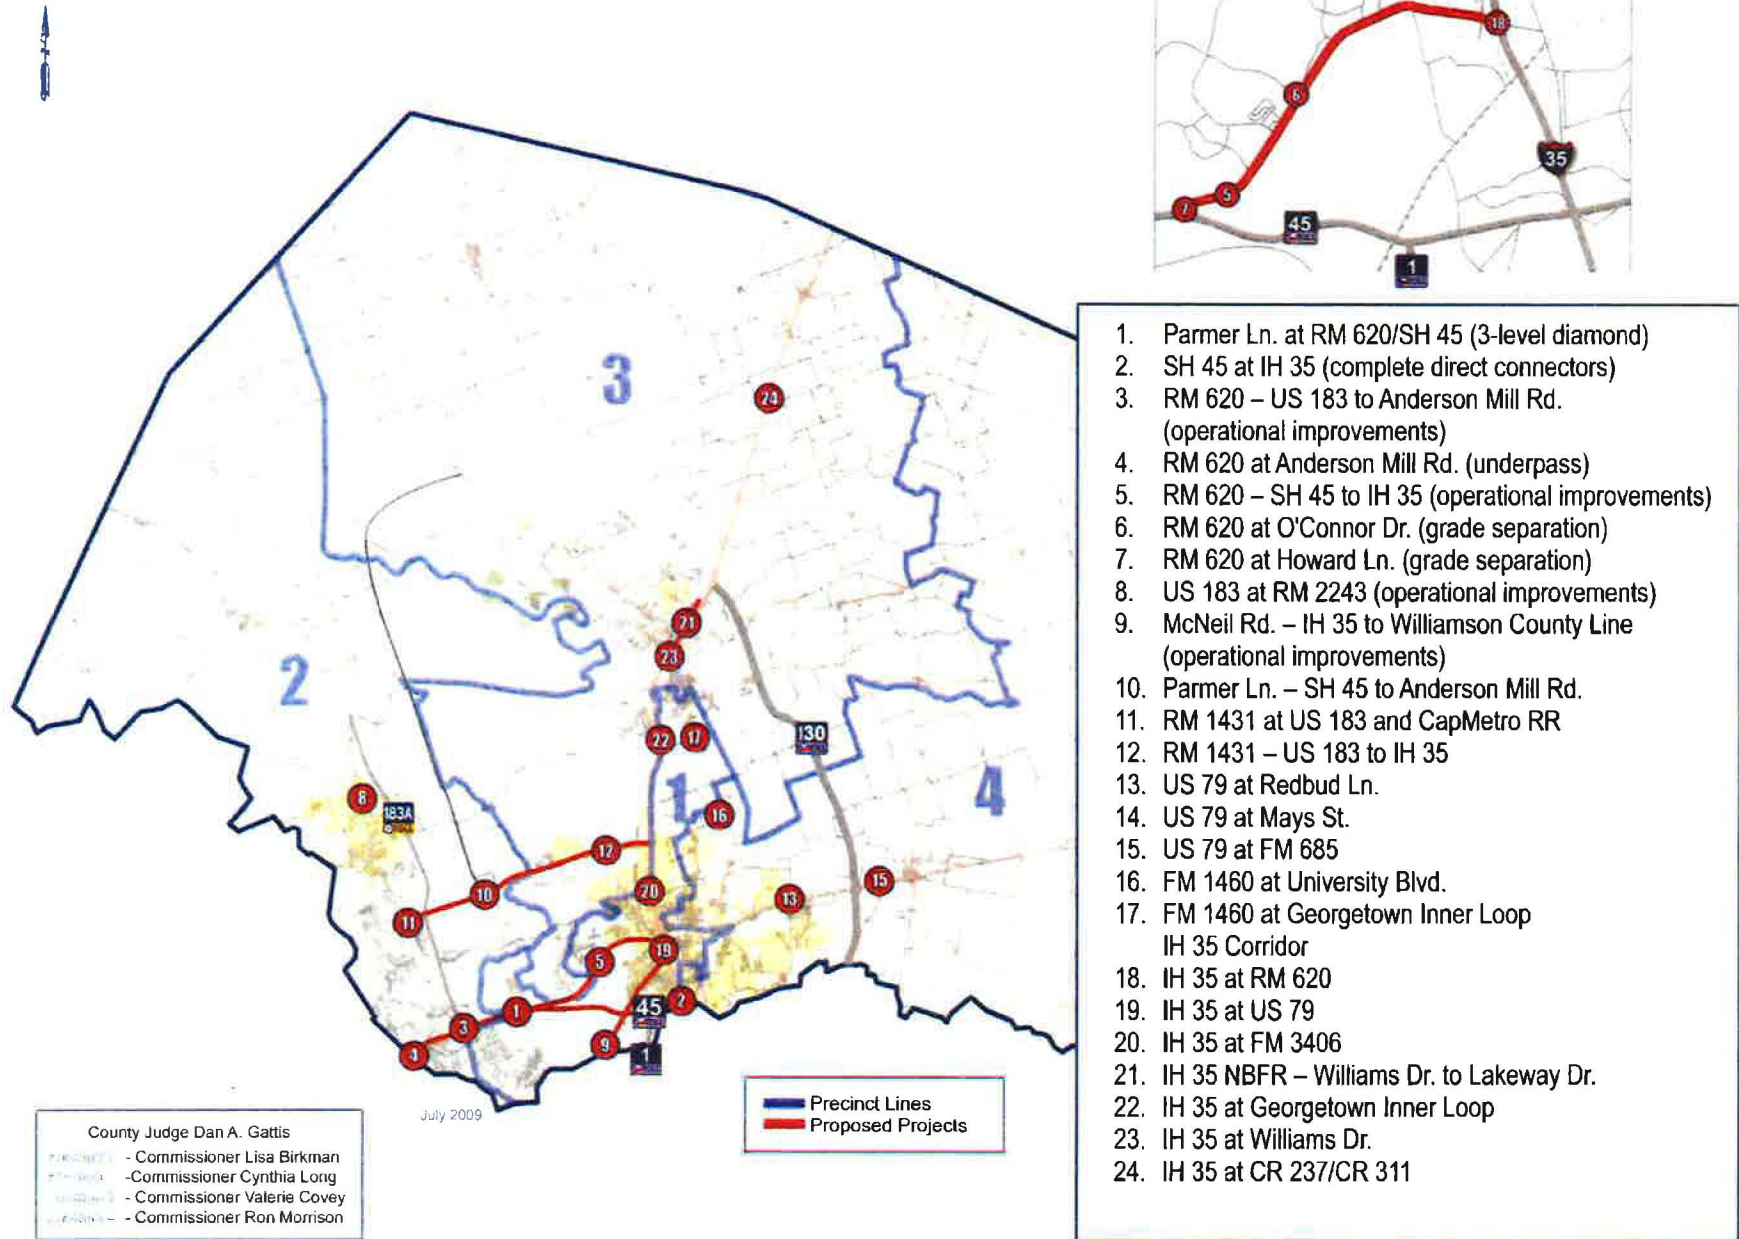 18
6
5
7
35
45
1
3
24
21
23
2
22
17
130
1
4
16
8
183A
12
20
10
11
13
15
19
5
45
2
1
3
4
9
1
1. Parmer Ln. at RM 620/SH 45 (3-level diamond)
2. SH 45 at IH 35 (complete direct connectors)
3. RM 620 – US 183 to Anderson Mill Rd.
(operational improvements)
4. RM 620 at Anderson Mill Rd. (underpass)
5. RM 620 – SH 45 to IH 35 (operational improvements)
6. RM 620 at O'Connor Dr. (grade separation)
7. RM 620 at Howard Ln. (grade separation)
8. US 183 at RM 2243 (operational improvements)
9. McNeil Rd. – IH 35 to Williamson County Line
(operational improvements)
10. Parmer Ln. – SH 45 to Anderson Mill Rd.
11. RM 1431 at US 183 and CapMetro RR
12. RM 1431 – US 183 to IH 35
13. US 79 at Redbud Ln.
14. US 79 at Mays St.
15. US 79 at FM 685
16. FM 1460 at University Blvd.
17. FM 1460 at Georgetown Inner Loop
IH 35 Corridor
18. IH 35 at RM 620
19. IH 35 at US 79
20. IH 35 at FM 3406
21. IH 35 NBFR – Williams Dr. to Lakeway Dr.
22. IH 35 at Georgetown Inner Loop
23. IH 35 at Williams Dr.
24. IH 35 at CR 237/CR 311
Precinct Lines
Proposed Projects
July 2009
County Judge Dan A. Gattis
- Commissioner Lisa Birkman
-Commissioner Cynthia Long
- Commissioner Valerie Covey
- Commissioner Ron Morrison